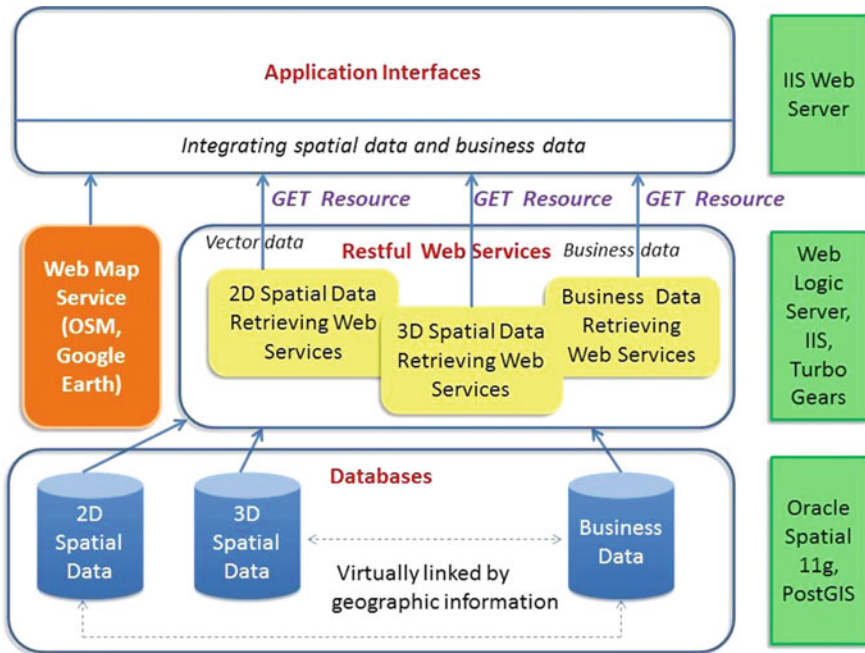 Application Interfaces
Integrating spatial data and business data
IIS Web
Server
GET Resource
GET Resource
GET Resource
Web Map
Service
(OSM,
Google
Earth)
Vector data
Restful Web Services
Business data
2D Spatial Data
Retrieving Web
Services
3D Spatial Data
Retrieving Web
Services
Business Data
Retrieving
Web Services
Web
Logic
Server,
IIS,
Turbo
Gears
Databases
2D
Spatial
Data
3D
Spatial
Data
Business
Data
Virtually linked by
geographic information
Oracle
Spatial
11g,
PostGIS